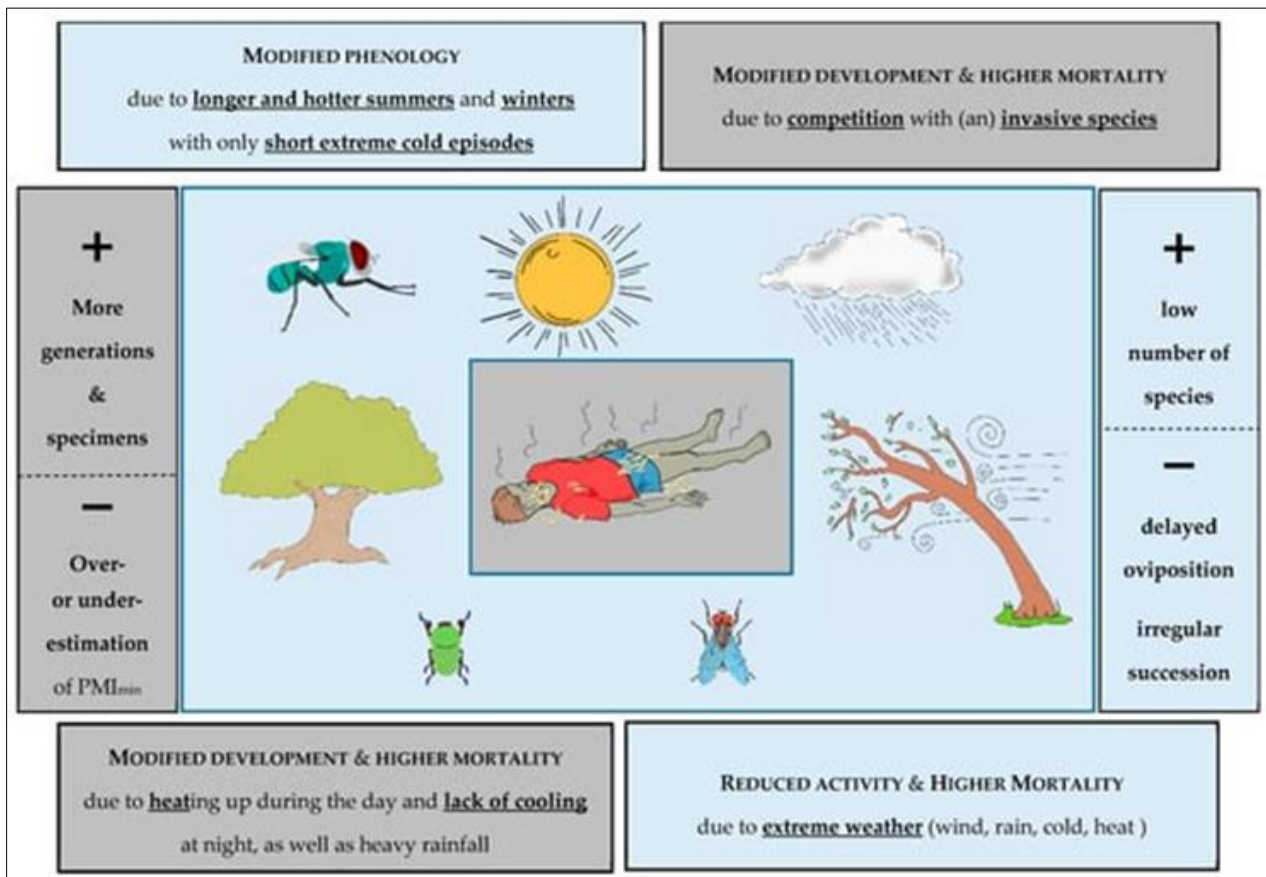 MODIFIED PHENOLOGY
due to longer and hotter summers and winters
with only short extreme cold episodes
MODIFIED DEVELOPMENT & HIGHER MORTALITY
due to competition with (an) invasive species
+
More
generations
&
specimens
−
Over-
or under-
estimation
of PMImin
+
low
number of
species
−
delayed
oviposition
irregular
succession
MODIFIED DEVELOPMENT & HIGHER MORTALITY
due to heating up during the day and lack of cooling
at night, as well as heavy rainfall
REDUCED ACTIVITY & HIGHER MORTALITY
due to extreme weather (wind, rain, cold, heat )